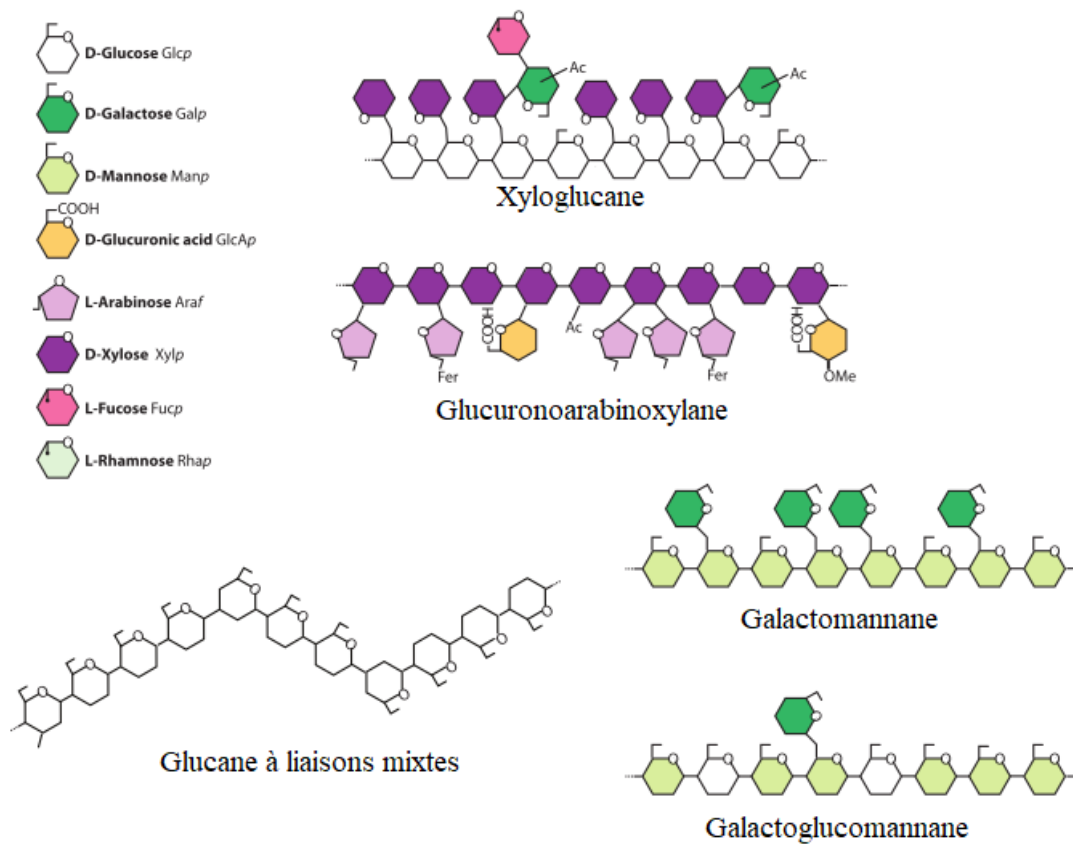 D-Glucose Glcp
D-Galactose Galp
D-Mannose Manp
COOH
D-Glucuronic acid GlcAp
L-Arabinose Araf
D-Xylose Xylp
L-Fucose Fucp
L-Rhamnose Rhap
Ac
Ac
Xyloglucane
COOH
Ac
COOH
Fer
Fer
OMe
Glucuronoarabinoxylane
Galactomannane
Glucane à liaisons mixtes
Galactoglucomannane